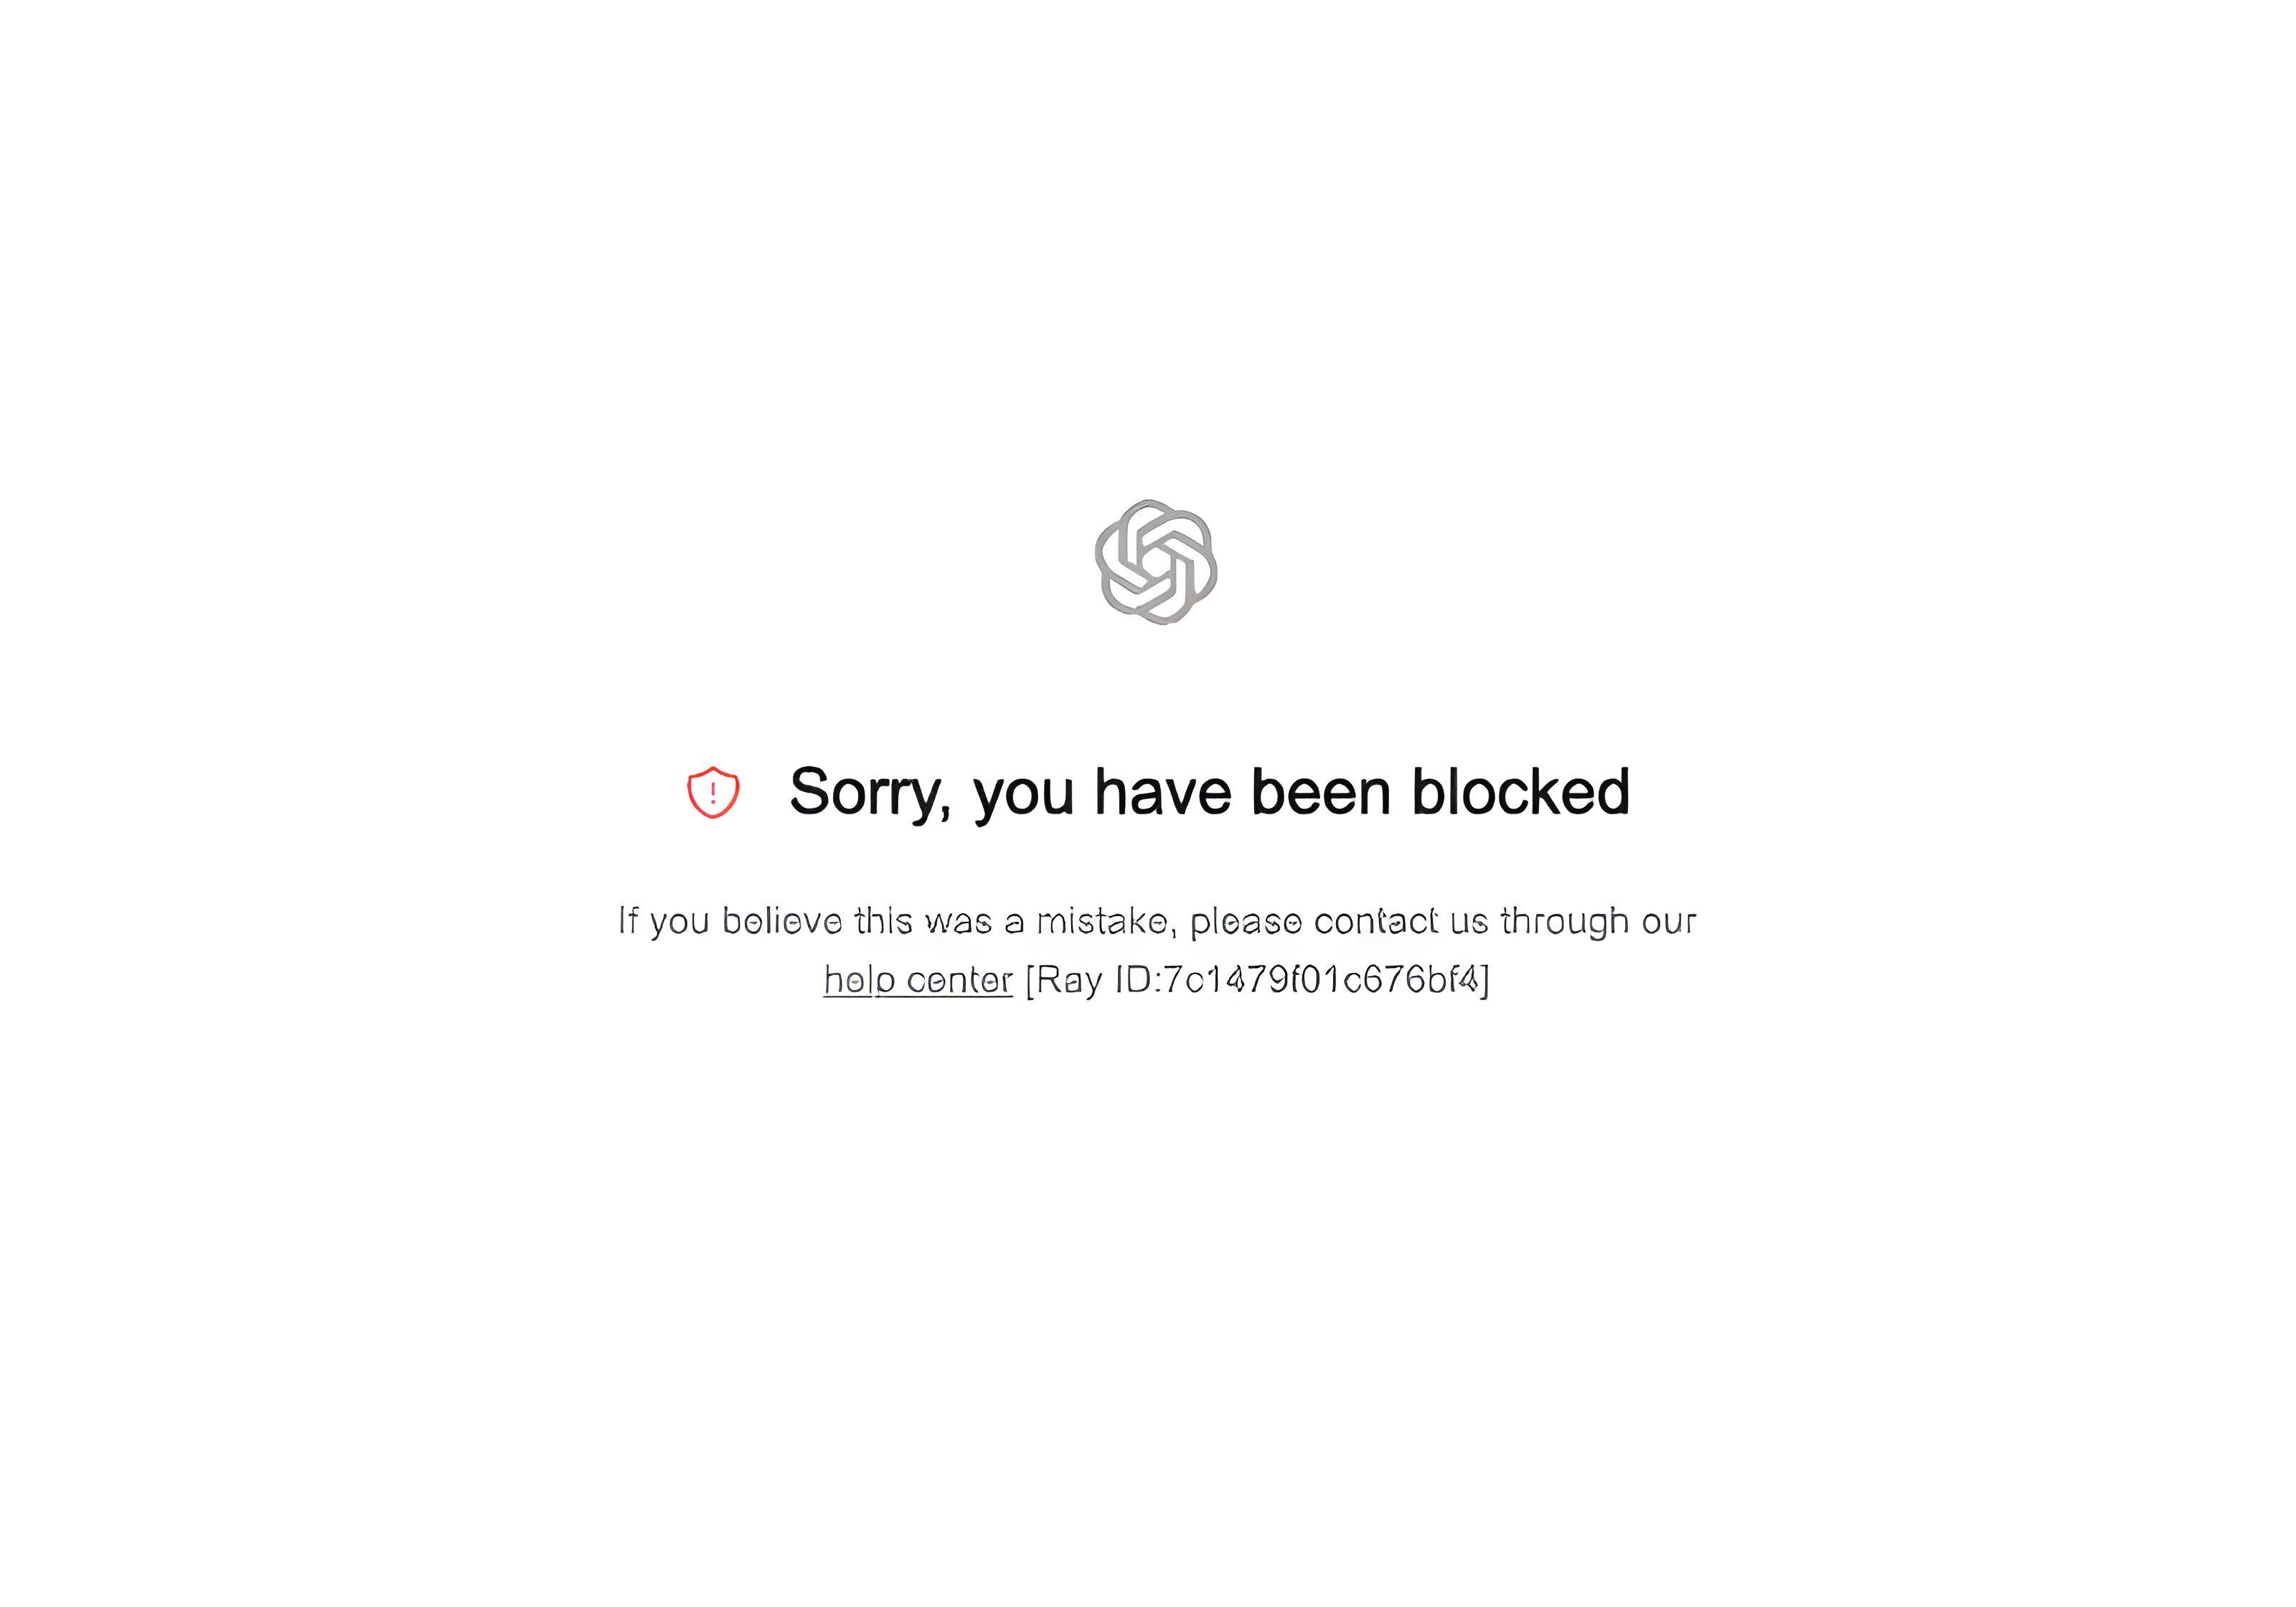 Sorry, you have been blocked
If you believe this was a mistake, please contact us through our
help center [Ray ID:7c1479f01c676bf4]